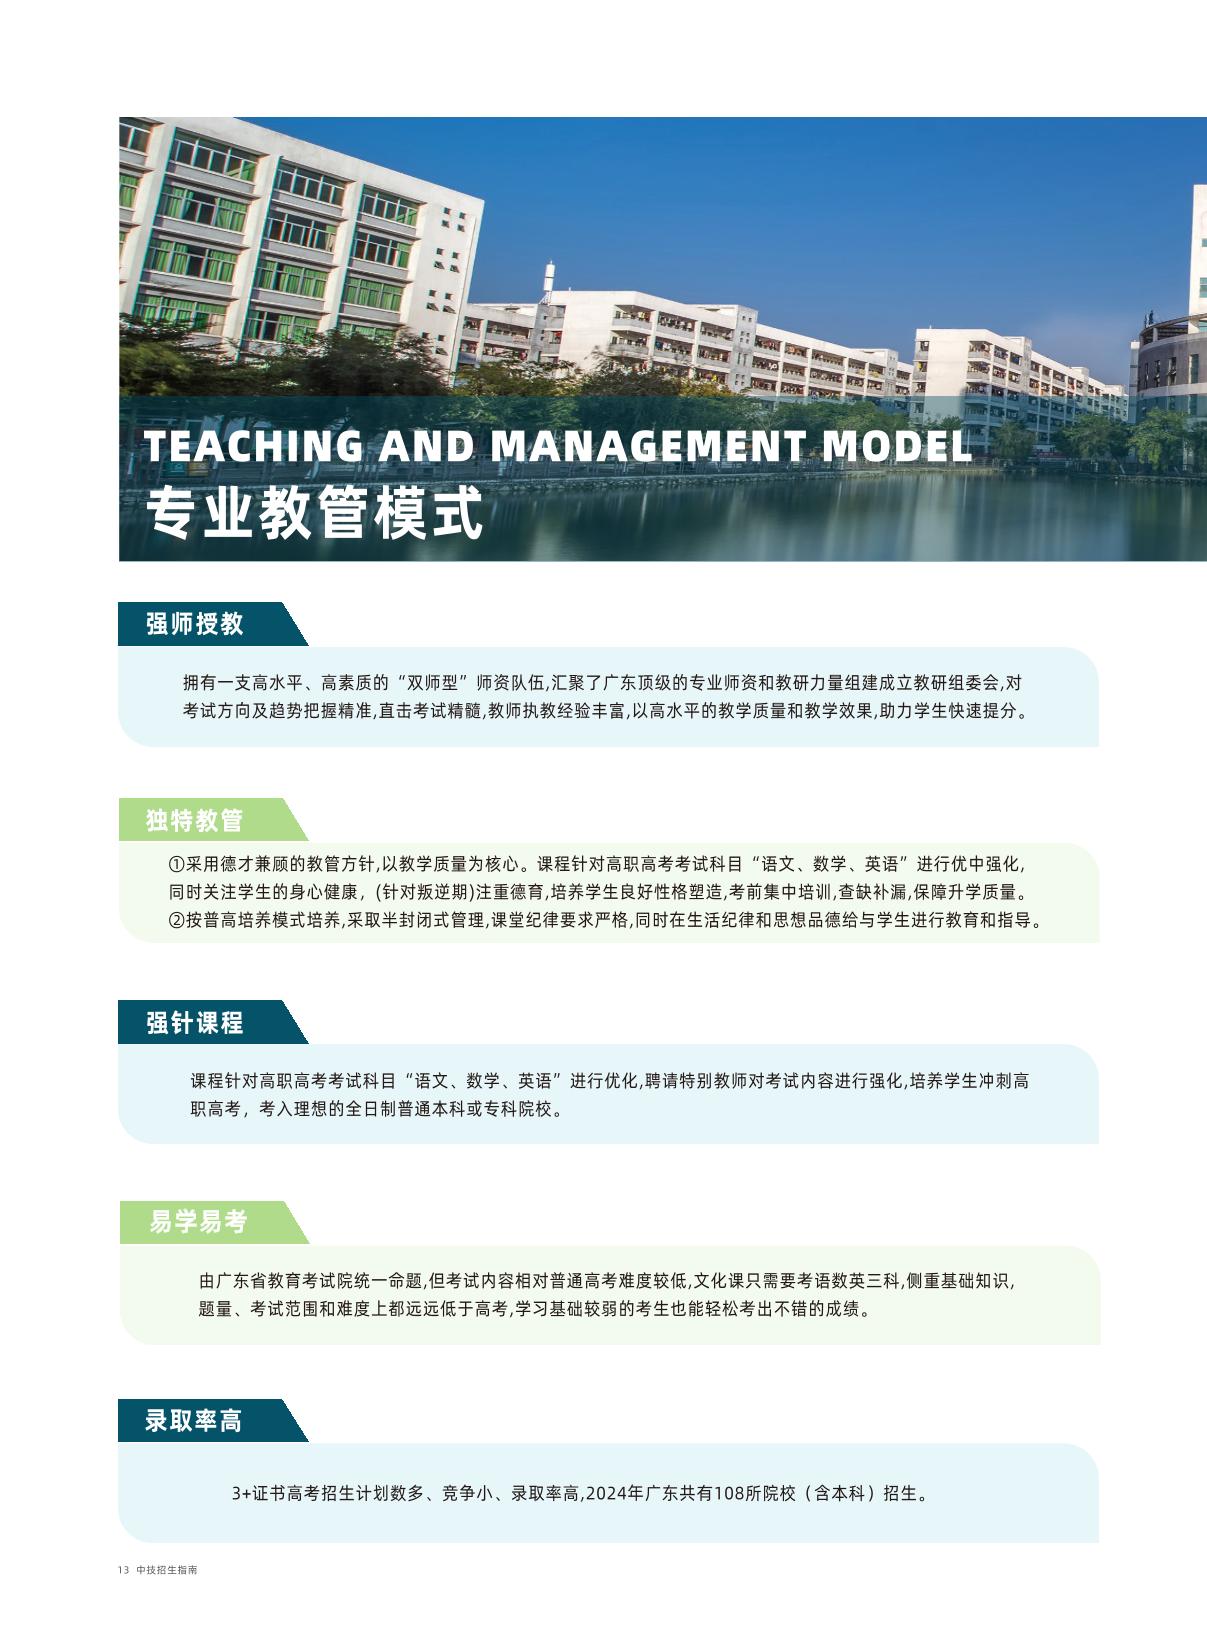 TEACHING AND MANAGEMENT MODEL
专业教管模式
强师授教
拥有一支高水平、高素质的“双师型”师资队伍,汇聚了广东顶级的专业师资和教研力量组建成立教研组委会,对
考试方向及趋势把握精准,直击考试精髓,教师执教经验丰富,以高水平的教学质量和教学效果,助力学生快速提分。
独特教管
①采用德才兼顾的教管方针,以教学质量为核心。课程针对高职高考考试科目“语文、数学、英语”进行优中强化,
同时关注学生的身心健康，(针对叛逆期)注重德育,培养学生良好性格塑造,考前集中培训,查缺补漏,保障升学质量。
②按普高培养模式培养,采取半封闭式管理,课堂纪律要求严格,同时在生活纪律和思想品德给与学生进行教育和指导。
强针课程
课程针对高职高考考试科目“语文、数学、英语”进行优化,聘请特别教师对考试内容进行强化,培养学生冲刺高
职高考，考入理想的全日制普通本科或专科院校。
易学易考
由广东省教育考试院统一命题,但考试内容相对普通高考难度较低,文化课只需要考语数英三科,侧重基础知识,
题量、考试范围和难度上都远远低于高考,学习基础较弱的考生也能轻松考出不错的成绩。
录取率高
3+证书高考招生计划数多、竞争小、录取率高,2024年广东共有108所院校（含本科）招生。
13 中技招生指南